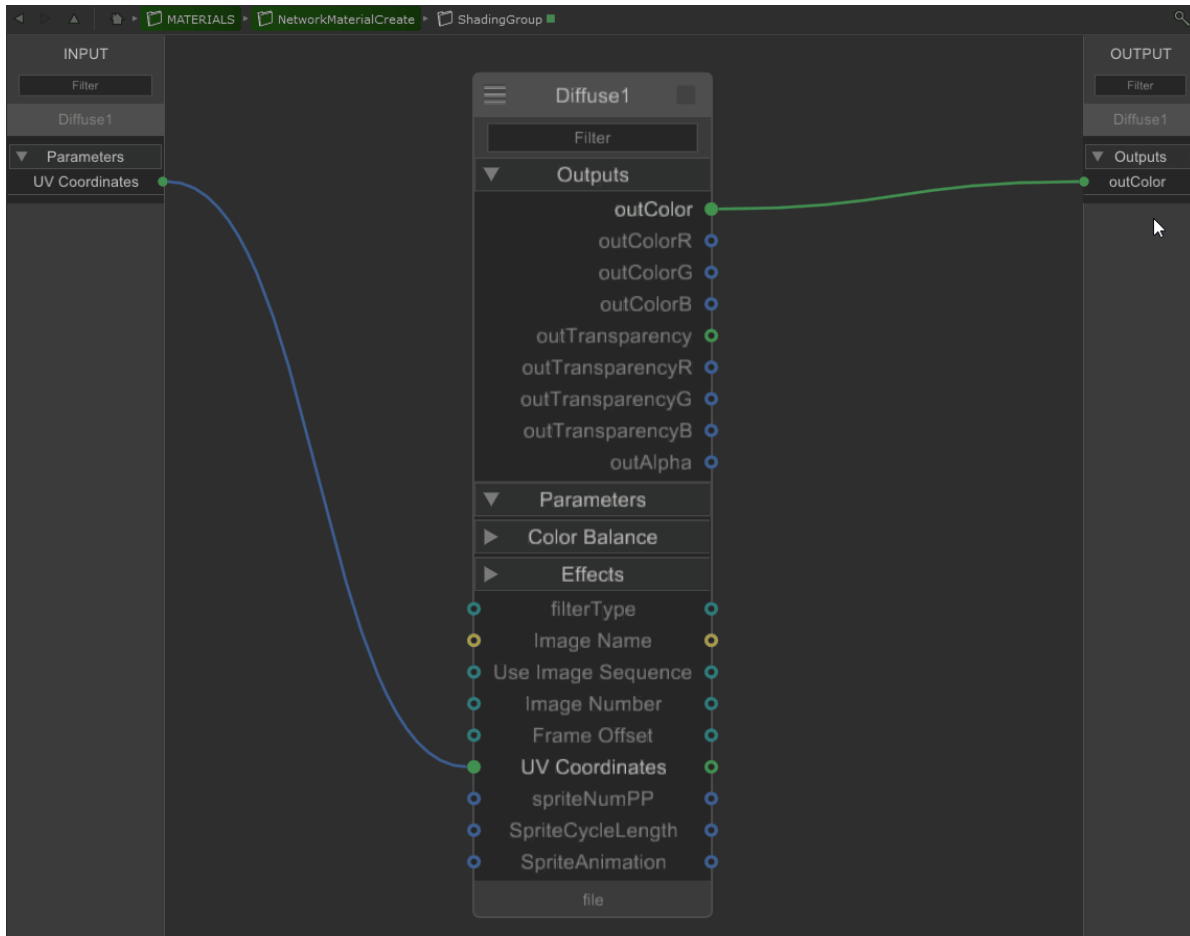 MATERIALS NetworkMaterialCreate ShadingGroup
INPUT
Filter
Diffuse1
Parameters
UV Coordinates
Diffuse1
Filter
Outputs
outColor
outColorR
outColorG
outColorB
outTransparency
outTransparencyR
outTransparencyG
outTransparencyB
outAlpha
Parameters
Color Balance
Effects
filterType
Image Name
Use Image Sequence
Image Number
Frame Offset
UV Coordinates
spriteNumPP
SpriteCycleLength
SpriteAnimation
file
OUTPUT
Filter
Diffuse1
Outputs
outColor